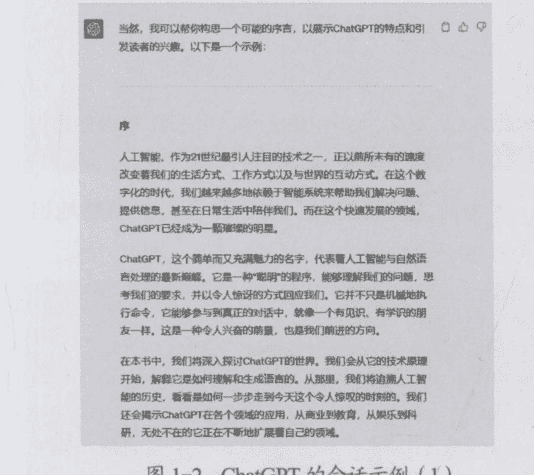 当然，我可以帮你构思一个可能的序言，以展示ChatGPT的特点和引
发读者的兴趣。以下是一个示例：
序
人工智能，作为21世纪最引人注目的技术之一，正以前所未有的速度
改变着我们的生活方式、工作方式以及与世界的互动方式。在这个数
字化的时代，我们越来越多地依赖于智能系统来帮助我们解决问题、
提供信息，甚至在日常生活中陪伴我们。而在这个快速发展的领域，
ChatGPT已经成为一颗璀璨的明星。
ChatGPT，这个简单而又充满魅力的名字，代表着人工智能与自然语
言处理的最新巅峰。它是一种“聪明”的程序，能够理解我们的问题，思
考我们的要求，并以令人惊讶的方式回应我们。它并不只是机械地执
行命令，它能够参与到真正的对话中，就像一个有见识、有学识的朋
友一样。这是一种令人兴奋的前景，也是我们前进的方向。
在本书中，我们将深入探讨ChatGPT的世界。我们会从它的技术原理
开始，解释它是如何理解和生成语言的。从那里，我们将追溯人工智
能的历史，看看是如何一步步走到今天这个令人惊叹的时刻的。我们
还会揭示ChatGPT在各个领域的应用，从商业到教育，从娱乐到科
研，无处不在的它正在不断地扩展着自己的领域。
图 1-2 ChatGPT 的会话示例（1）